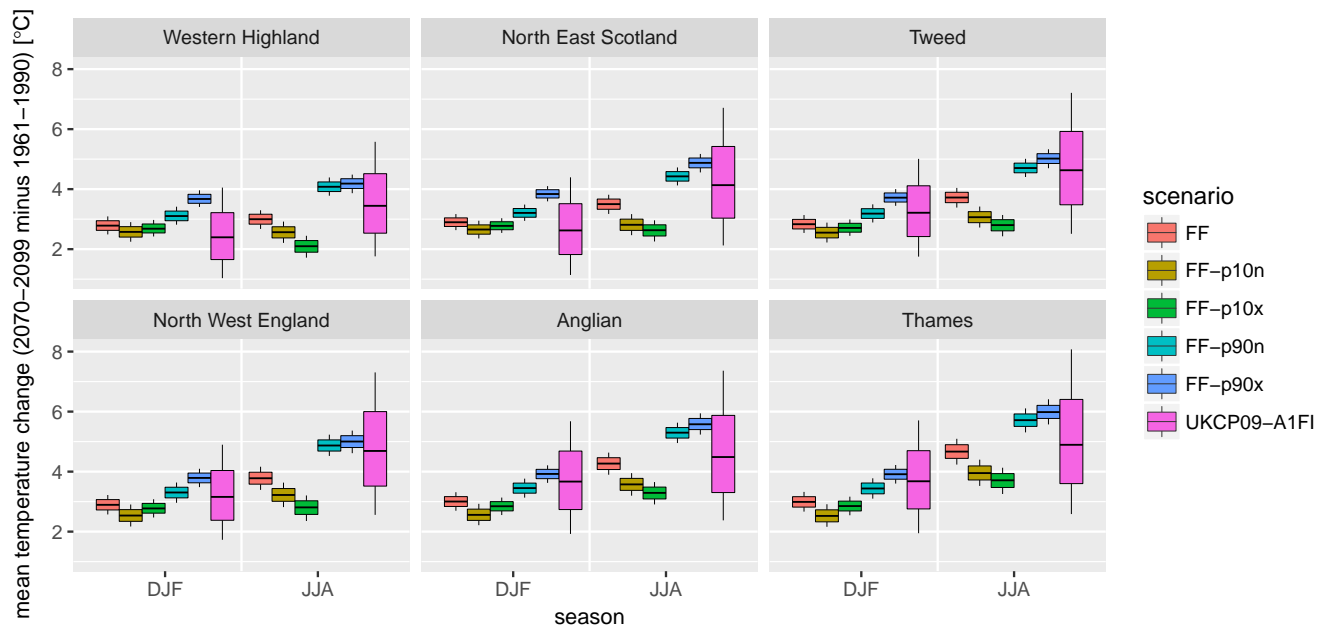 mean temperature change (2070−2099 minus 1961−1990) [°C]
Western Highland
North East Scotland
Tweed
8
6
4
2
North West England
Anglian
Thames
8
6
4
2
DJF
JJA
DJF
JJA
DJF
JJA
season
scenario
FF
FF−p10n
FF−p10x
FF−p90n
FF−p90x
UKCP09−A1FI